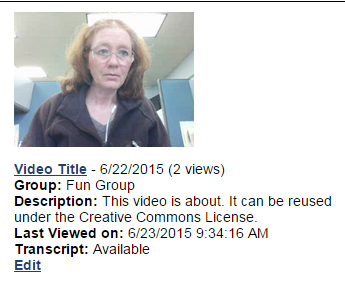 Video Title - 6/22/2015 (2 views)
Group: Fun Group
Description: This video is about. It can be reused
under the Creative Commons License.
Last Viewed on: 6/23/2015 9:34:16 AM
Transcript: Available
Edit